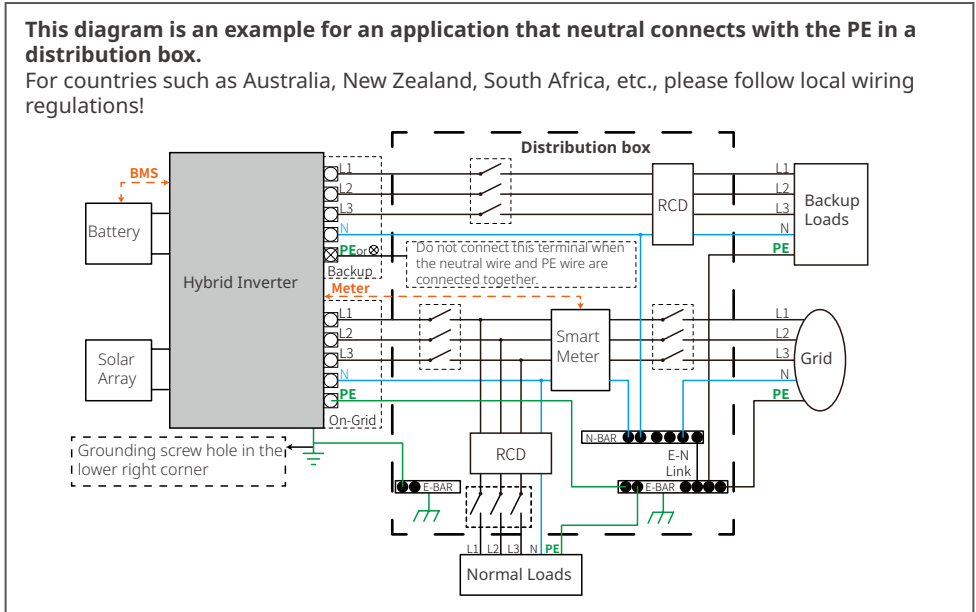 This diagram is an example for an application that neutral connects with the PE in a
distribution box.
For countries such as Australia, New Zealand, South Africa, etc., please follow local wiring
regulations!
Distribution box
BMS
Battery
Hybrid Inverter
Solar
Array
L1
L2
L3
N
PE or ⊗
Backup
Do not connect this terminal when
the neutral wire and PE wire are
connected together.
RCD
L1
L2
L3
N
PE
Backup
Loads
Meter
L1
L2
L3
N
PE
On-Grid
Smart
Meter
L1
L2
L3
N
PE
Grid
N-BAR
E-N
Link
RCD
Grounding screw hole in the
lower right corner
E-BAR
E-BAR
L1 L2 L3 N PE
Normal Loads